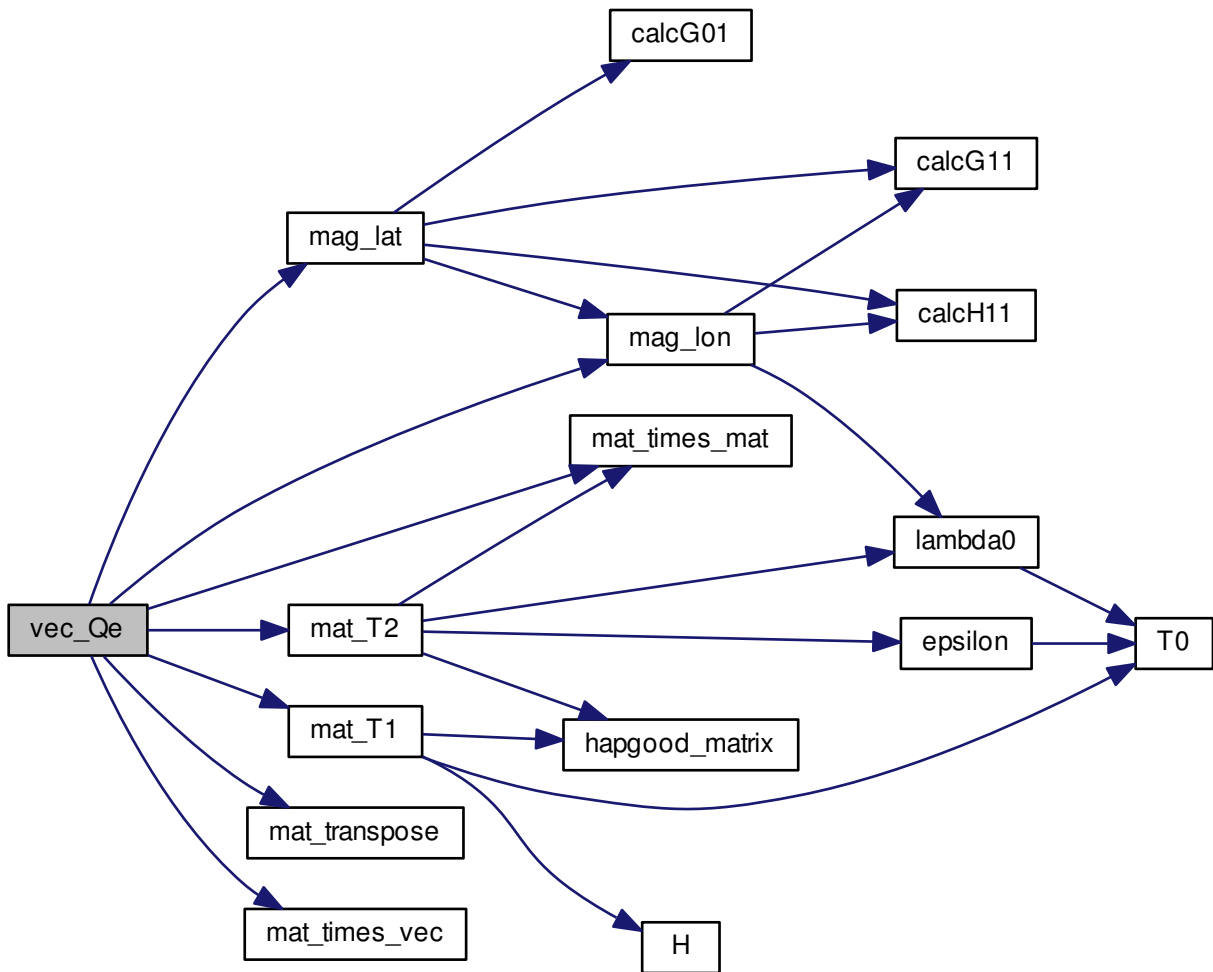 calcG01
calcG11
mag_lat
calcH11
mag_lon
mat_times_mat
lambda0
vec_Qe
mat_T2
epsilon
T0
mat_T1
hapgood_matrix
mat_transpose
mat_times_vec
H